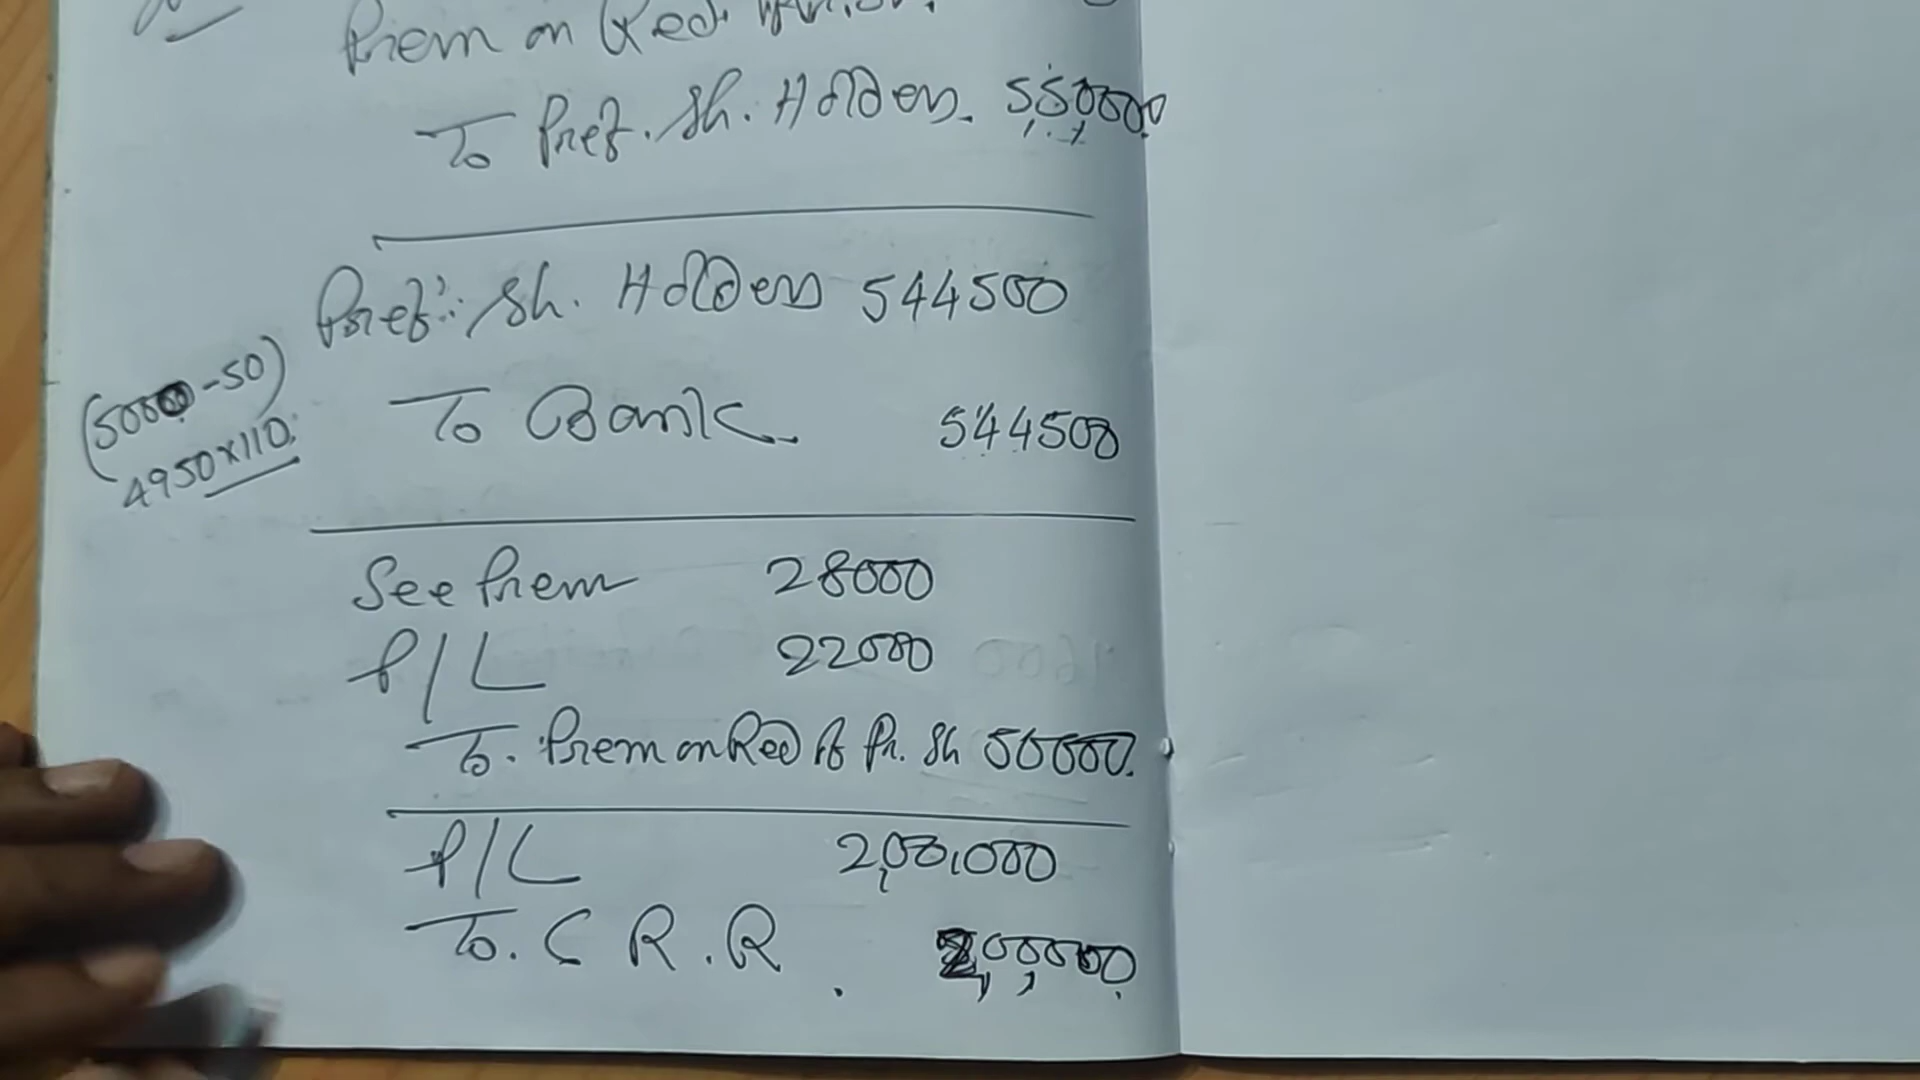 Prem on Red.
To Pref. Sh. Holders. 5,50,000
Pref: Sh. Holders 544500
To Bank. 544500
(5000-50)
4950x110.
See Prem 28000
P/L 22000
To. Prem on Red of Pr. Sh 50000.
P/L 2,00,000
To. C R.R. 2,00,000